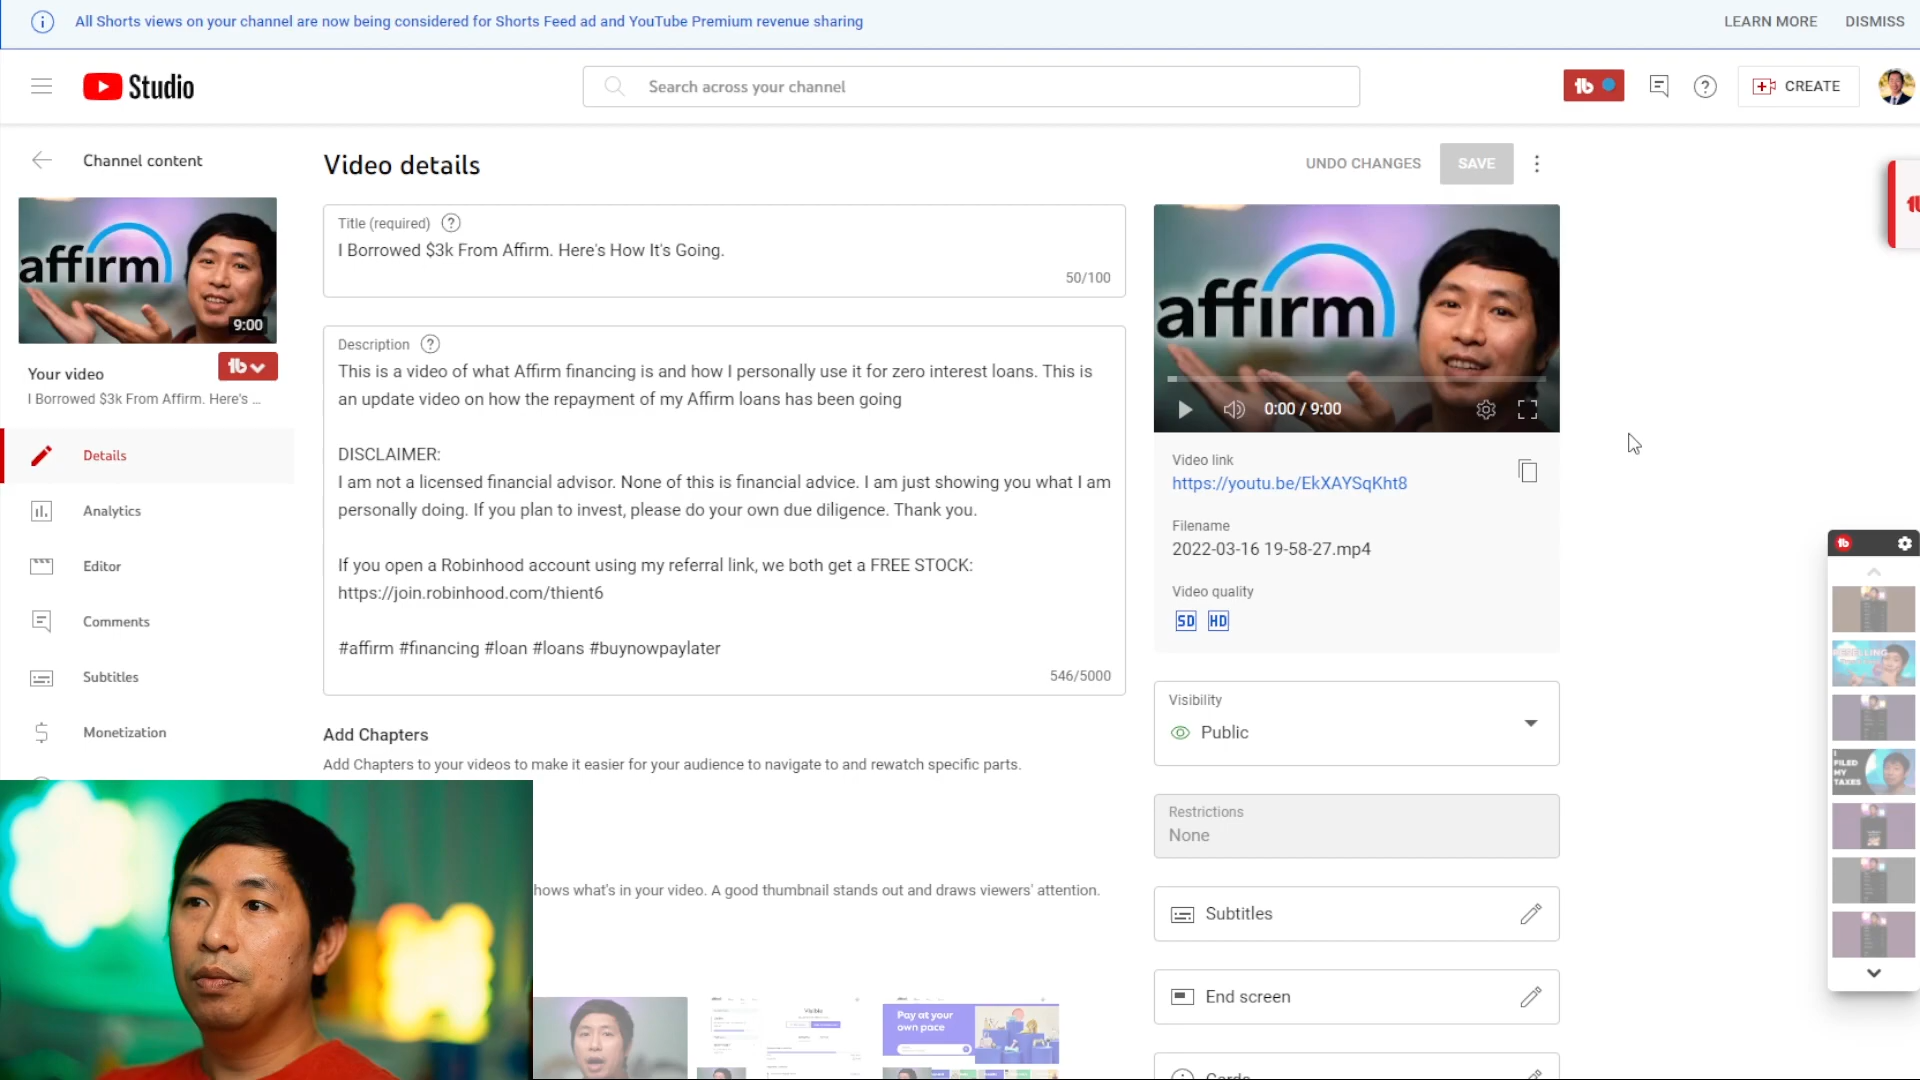 All Shorts views on your channel are now being considered for Shorts Feed ad and YouTube Premium revenue sharing
LEARN MORE
DISMISS
Studio
Search across your channel
CREATE
Channel content
Video details
UNDO CHANGES
SAVE
affirm
9:00
Your video
I Borrowed $3k From Affirm. Here's ...
Details
Analytics
Editor
Comments
Subtitles
Monetization
Title (required)
I Borrowed $3k From Affirm. Here's How It's Going.
50/100
Description
This is a video of what Affirm financing is and how I personally use it for zero interest loans. This is
an update video on how the repayment of my Affirm loans has been going
DISCLAIMER:
I am not a licensed financial advisor. None of this is financial advice. I am just showing you what I am
personally doing. If you plan to invest, please do your own due diligence. Thank you.
If you open a Robinhood account using my referral link, we both get a FREE STOCK:
https://join.robinhood.com/thient6
#affirm #financing #loan #loans #buynowpaylater
546/5000
Add Chapters
Add Chapters to your videos to make it easier for your audience to navigate to and rewatch specific parts.
hows what's in your video. A good thumbnail stands out and draws viewers' attention.
Pay at your
own pace
affirm
0:00 / 9:00
Video link
https://youtu.be/EkXAYSqKht8
Filename
2022-03-16 19-58-27.mp4
Video quality
SD HD
Visibility
Public
Restrictions
None
Subtitles
End screen
Cards
I
FILED
MY
TAXES